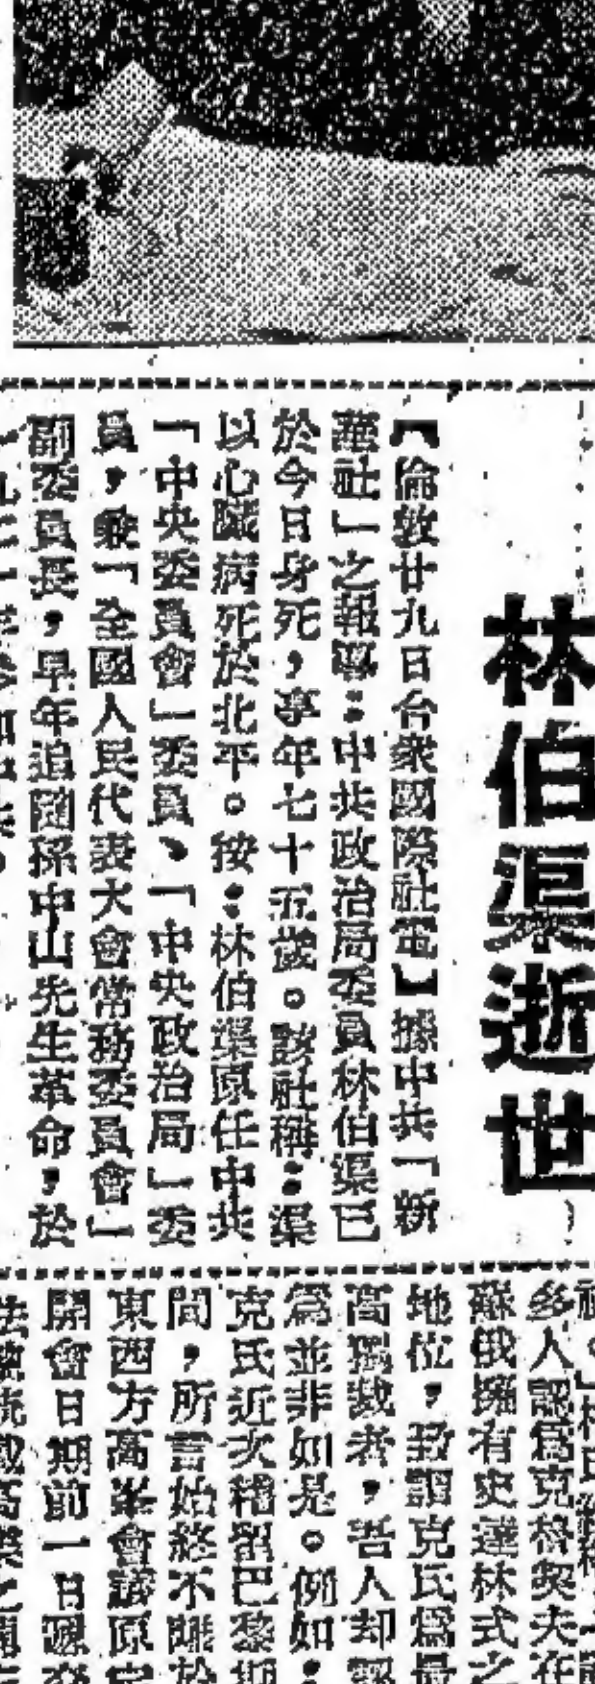 林伯渠逝世
【倫敦廿九日合衆國際社電】據中共「新
華社」之報導：中共政治局委員林伯渠已
於今日身死，享年七十五歲。該社稱：渠
以心臟病死於北平。按：林伯渠原任中共
「中央委員會」委員、「中央政治局」委
員，兼「全國人民代表大會常務委員會」
副委員長，早年追隨孫中山先生革命，於
多人認爲克魯契夫在
蘇俄擁有史達林式之
地位，致謂克氏爲最
高獨裁者，吾人却認
爲並非如是。例如：
克氏近次稽留巴黎期
間，所言始終不離於
東西方高峯會議原定
開會日期前一日